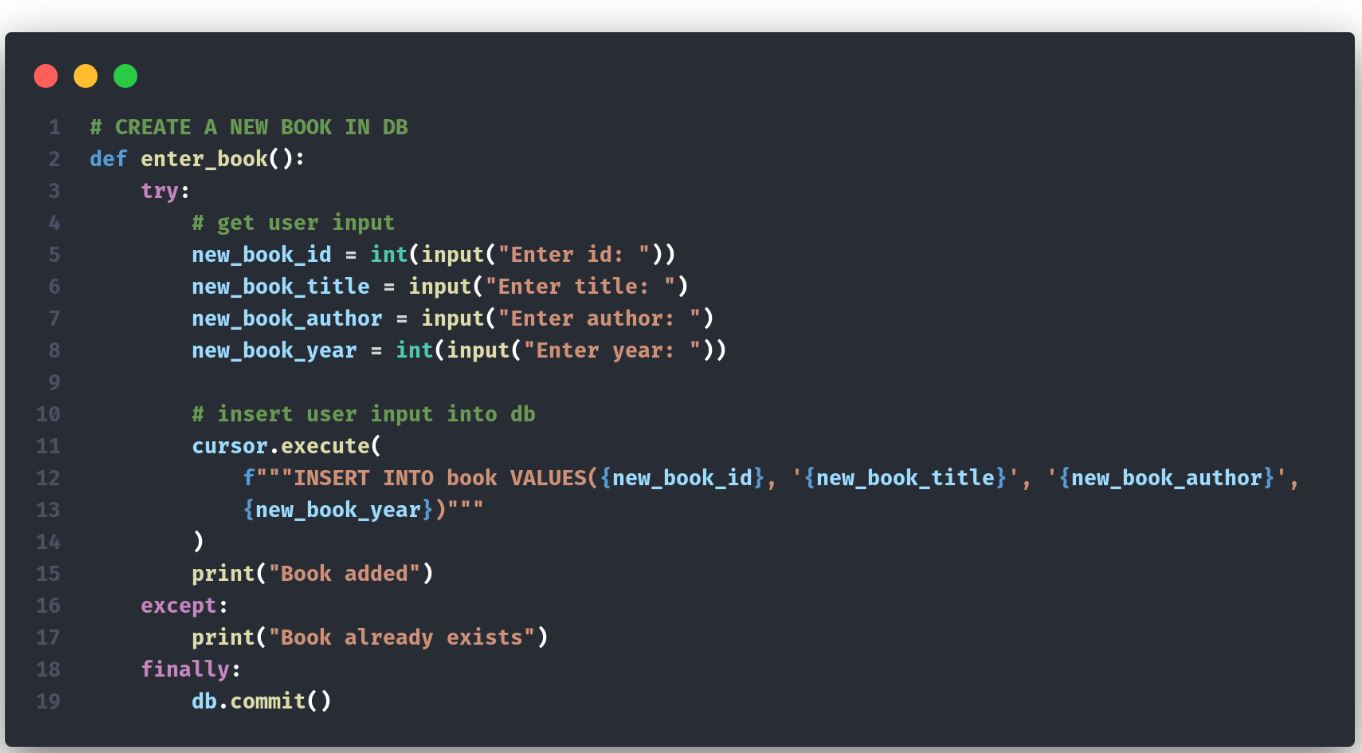 1 # CREATE A NEW BOOK IN DB
2 def enter_book():
3     try:
4         # get user input
5         new_book_id = int(input("Enter id: "))
6         new_book_title = input("Enter title: ")
7         new_book_author = input("Enter author: ")
8         new_book_year = int(input("Enter year: "))
9
10         # insert user input into db
11         cursor.execute(
12             f"""INSERT INTO book VALUES({new_book_id}, '{new_book_title}', '{new_book_author}',
13             {new_book_year})"""
14         )
15         print("Book added")
16     except:
17         print("Book already exists")
18     finally:
19         db.commit()